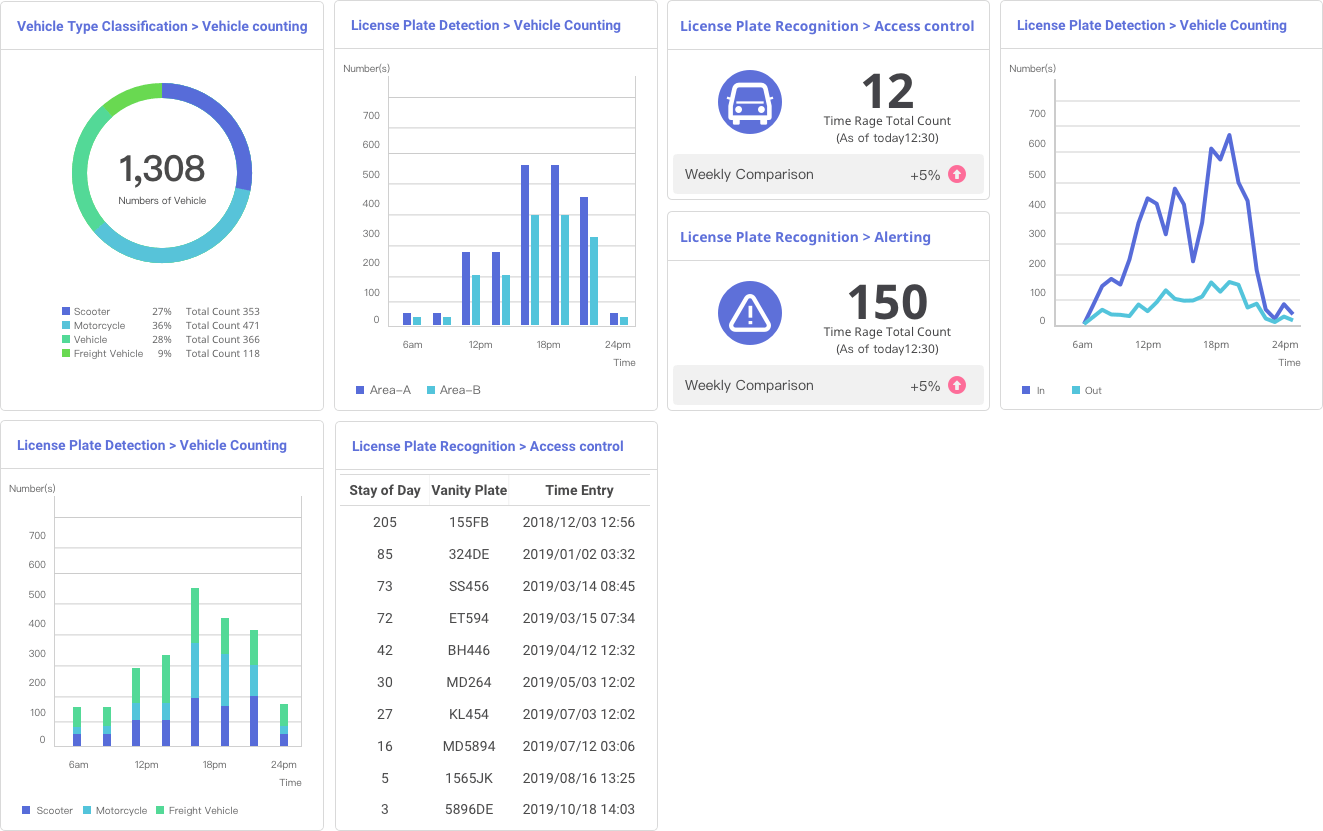 Vehicle Type Classification > Vehicle counting
1,308
Numbers of Vehicle
Scooter 27% Total Count 353
Motorcycle 36% Total Count 471
Vehicle 28% Total Count 366
Freight Vehicle 9% Total Count 118
License Plate Detection > Vehicle Counting
Number(s)
700
600
500
400
300
200
100
0
6am 12pm 18pm 24pm
Time
Area-A Area-B
License Plate Recognition > Access control
12
Time Rage Total Count
(As of today12:30)
Weekly Comparison +5%
License Plate Recognition > Alerting
150
Time Rage Total Count
(As of today12:30)
Weekly Comparison +5%
License Plate Detection > Vehicle Counting
Number(s)
700
600
500
400
300
200
100
0
6am 12pm 18pm 24pm
Time
In Out
License Plate Detection > Vehicle Counting
Number(s)
700
600
500
400
300
200
100
0
6am 12pm 18pm 24pm
Time
Scooter Motorcycle Freight Vehicle
License Plate Recognition > Access control
Stay of Day Vanity Plate Time Entry
205 155FB 2018/12/03 12:56
85 324DE 2019/01/02 03:32
73 SS456 2019/03/14 08:45
72 ET594 2019/03/15 07:34
42 BH446 2019/04/12 12:32
30 MD264 2019/05/03 12:02
27 KL454 2019/07/03 12:02
16 MD5894 2019/07/12 03:06
5 1565JK 2019/08/16 13:25
3 5896DE 2019/10/18 14:03